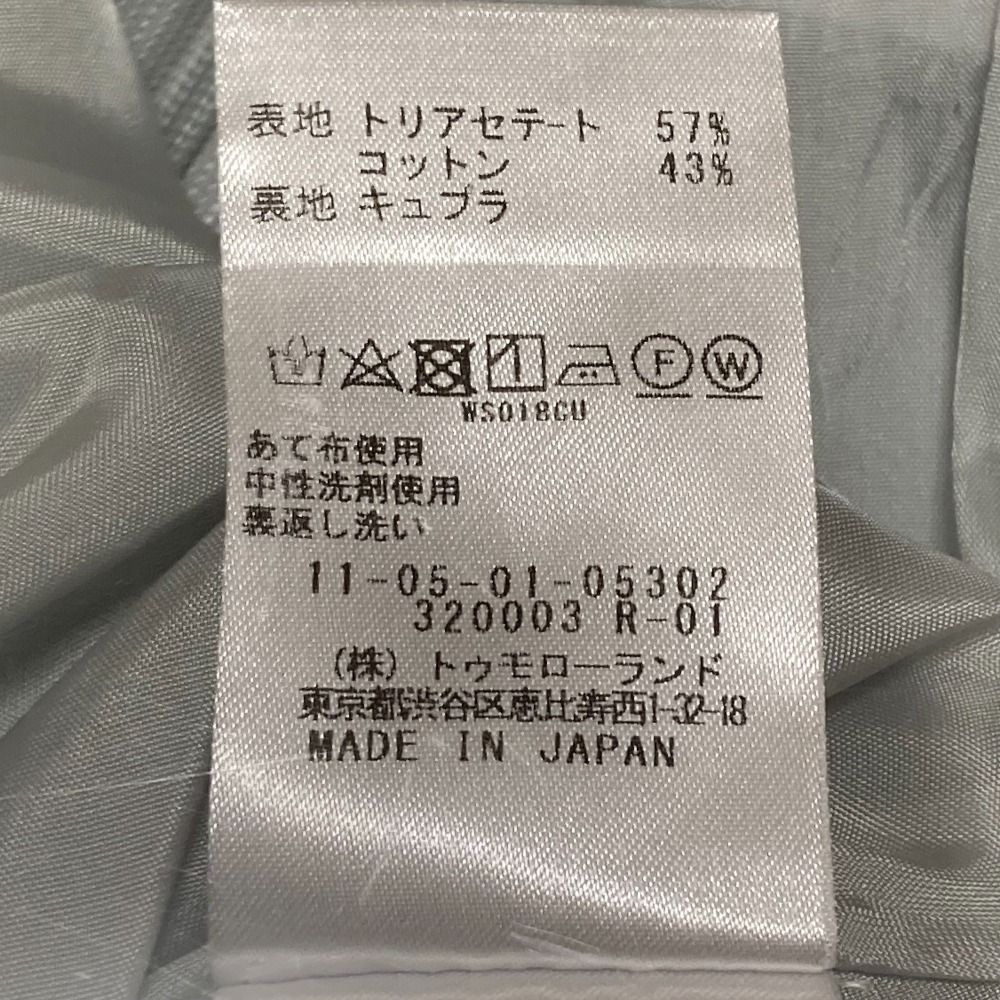 表地 トリアセテート 57%
コットン 43%
裏地 キュプラ
F W
WS018CU
あて布使用
中性洗剤使用
裏返し洗い
11-05-01-05302
320003 R-01
(株)トゥモローランド
東京都渋谷区恵比寿西1-32-18
MADE IN JAPAN